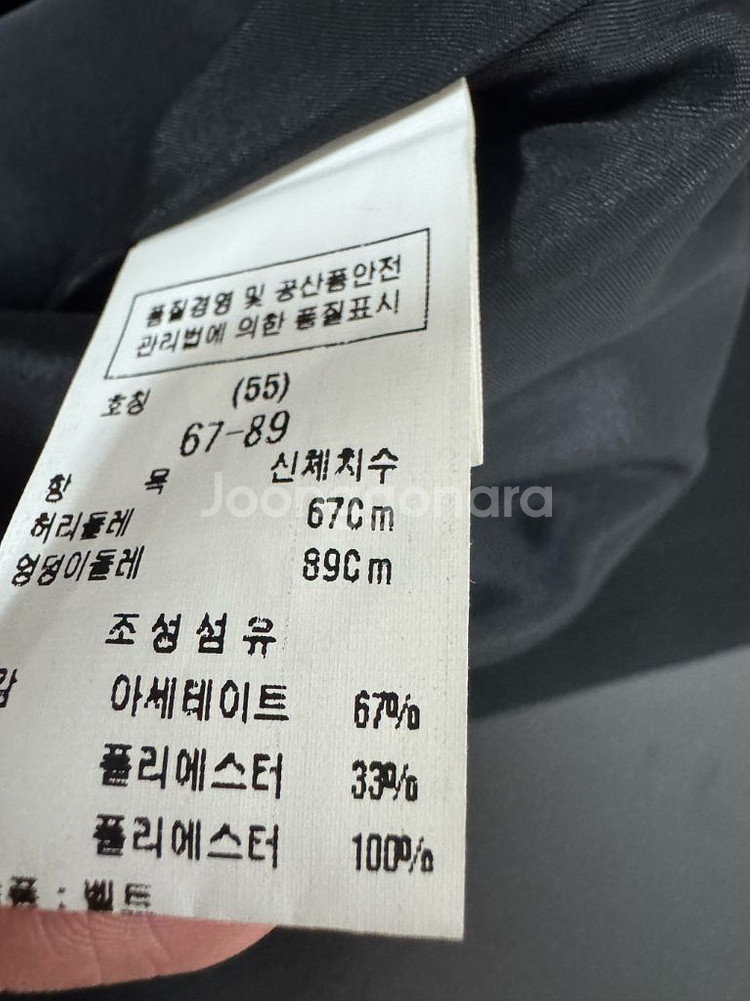 품질경영 및 공산품안전
관리법에 의한 품질표시
호칭 (55)
67-89
항 목 신체치수
허리둘레 67Cm
엉덩이둘레 89Cm
조성섬유
아세테이트 67%
폴리에스터 33%
폴리에스터 100%
: 벨트
Joongonara